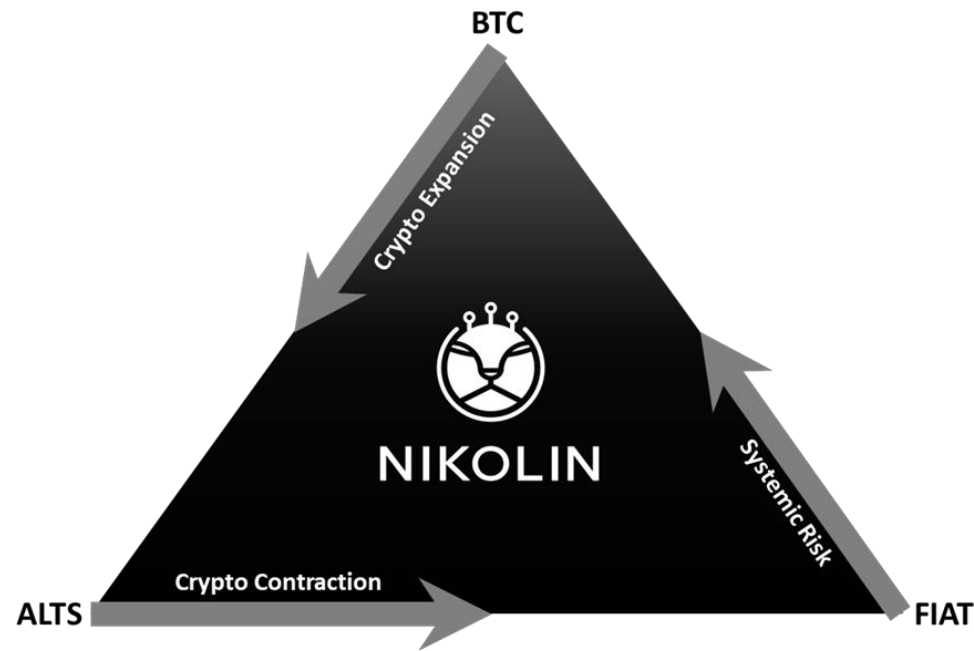 BTC
Crypto Expansion
NIKOLIN
Systemic Risk
Crypto Contraction
ALTS
FIAT